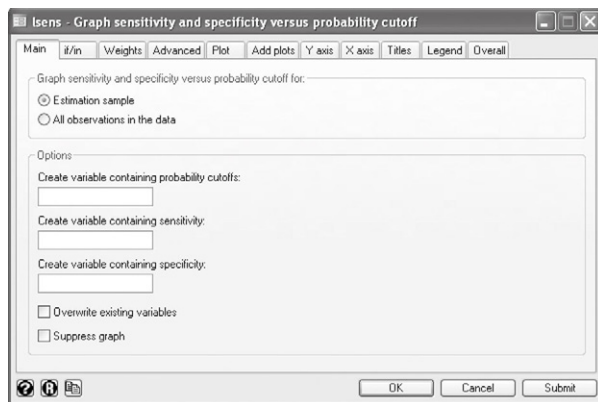 lsens - Graph sensitivity and specificity versus probability cutoff
Main if/in Weights Advanced Plot Add plots Y axis X axis Titles Legend Overall
Graph sensitivity and specificity versus probability cutoff for:
Estimation sample
All observations in the data
Options
Create variable containing probability cutoffs:
Create variable containing sensitivity:
Create variable containing specificity:
Overwrite existing variables
Suppress graph
? R OK Cancel Submit